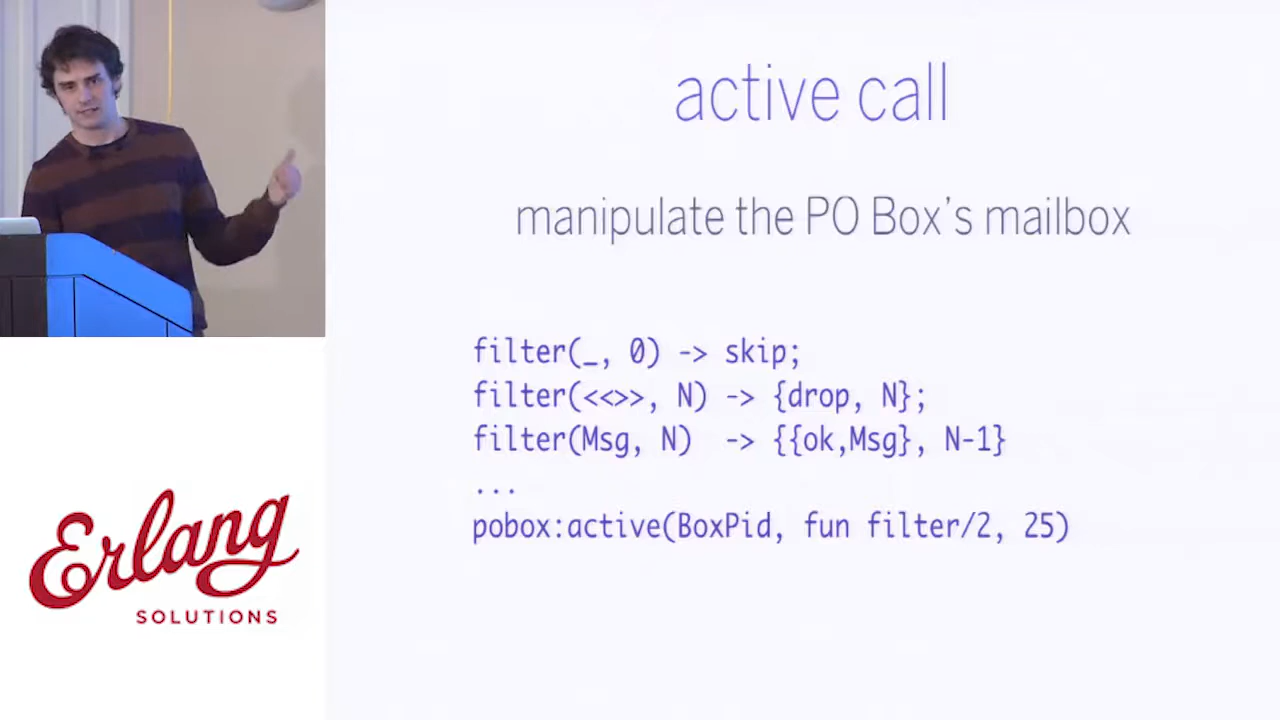 active call
manipulate the PO Box's mailbox
filter(_, 0) -> skip;
filter(<<>>, N) -> {drop, N};
filter(Msg, N)  -> {{ok,Msg}, N-1}
...
pobox:active(BoxPid, fun filter/2, 25)
Erlang
SOLUTIONS